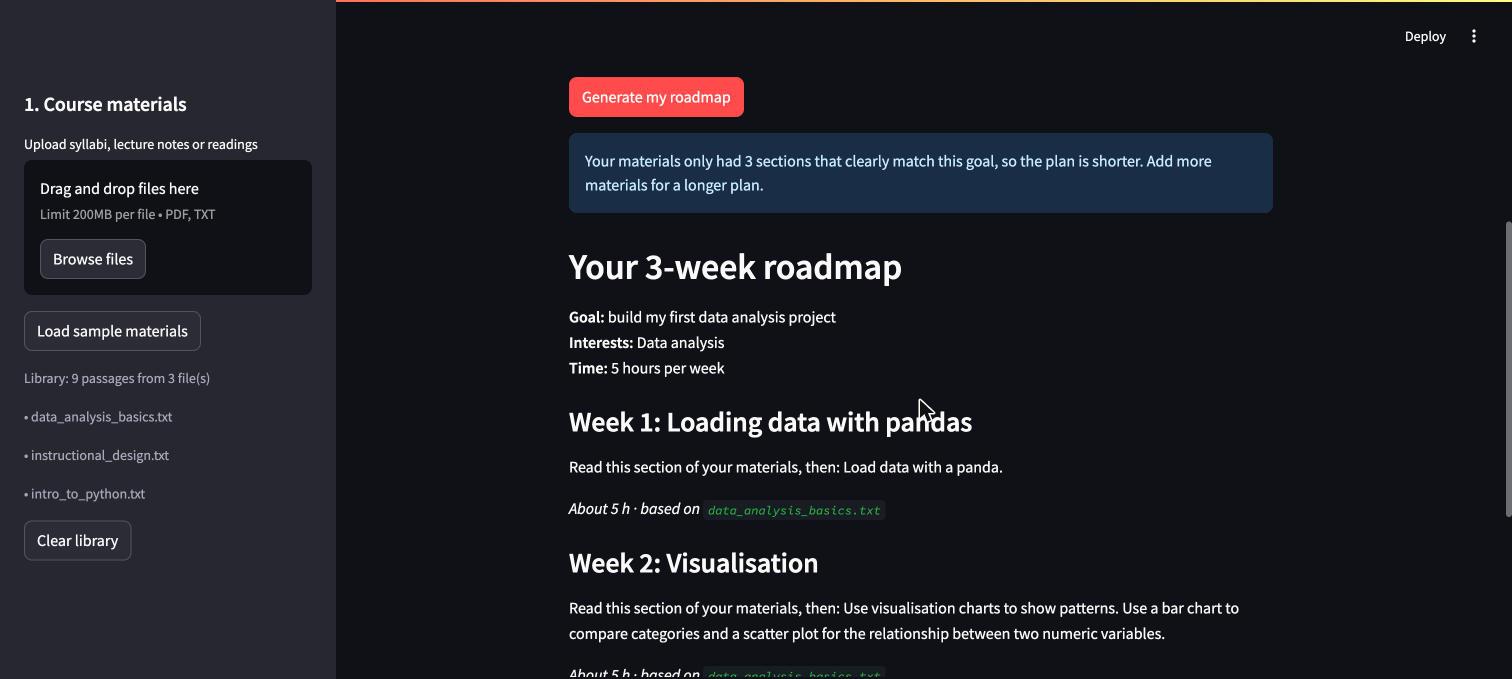 Deploy
1. Course materials
Upload syllabi, lecture notes or readings
Drag and drop files here
Limit 200MB per file • PDF, TXT
Browse files
Load sample materials
Library: 9 passages from 3 file(s)
• data_analysis_basics.txt
• instructional_design.txt
• intro_to_python.txt
Clear library
Generate my roadmap
Your materials only had 3 sections that clearly match this goal, so the plan is shorter. Add more
materials for a longer plan.
Your 3-week roadmap
Goal: build my first data analysis project
Interests: Data analysis
Time: 5 hours per week
Week 1: Loading data with pandas
Read this section of your materials, then: Load data with a panda.
About 5 h · based on data_analysis_basics.txt
Week 2: Visualisation
Read this section of your materials, then: Use visualisation charts to show patterns. Use a bar chart to
compare categories and a scatter plot for the relationship between two numeric variables.
About 5 h · based on data_analysis_basics.txt